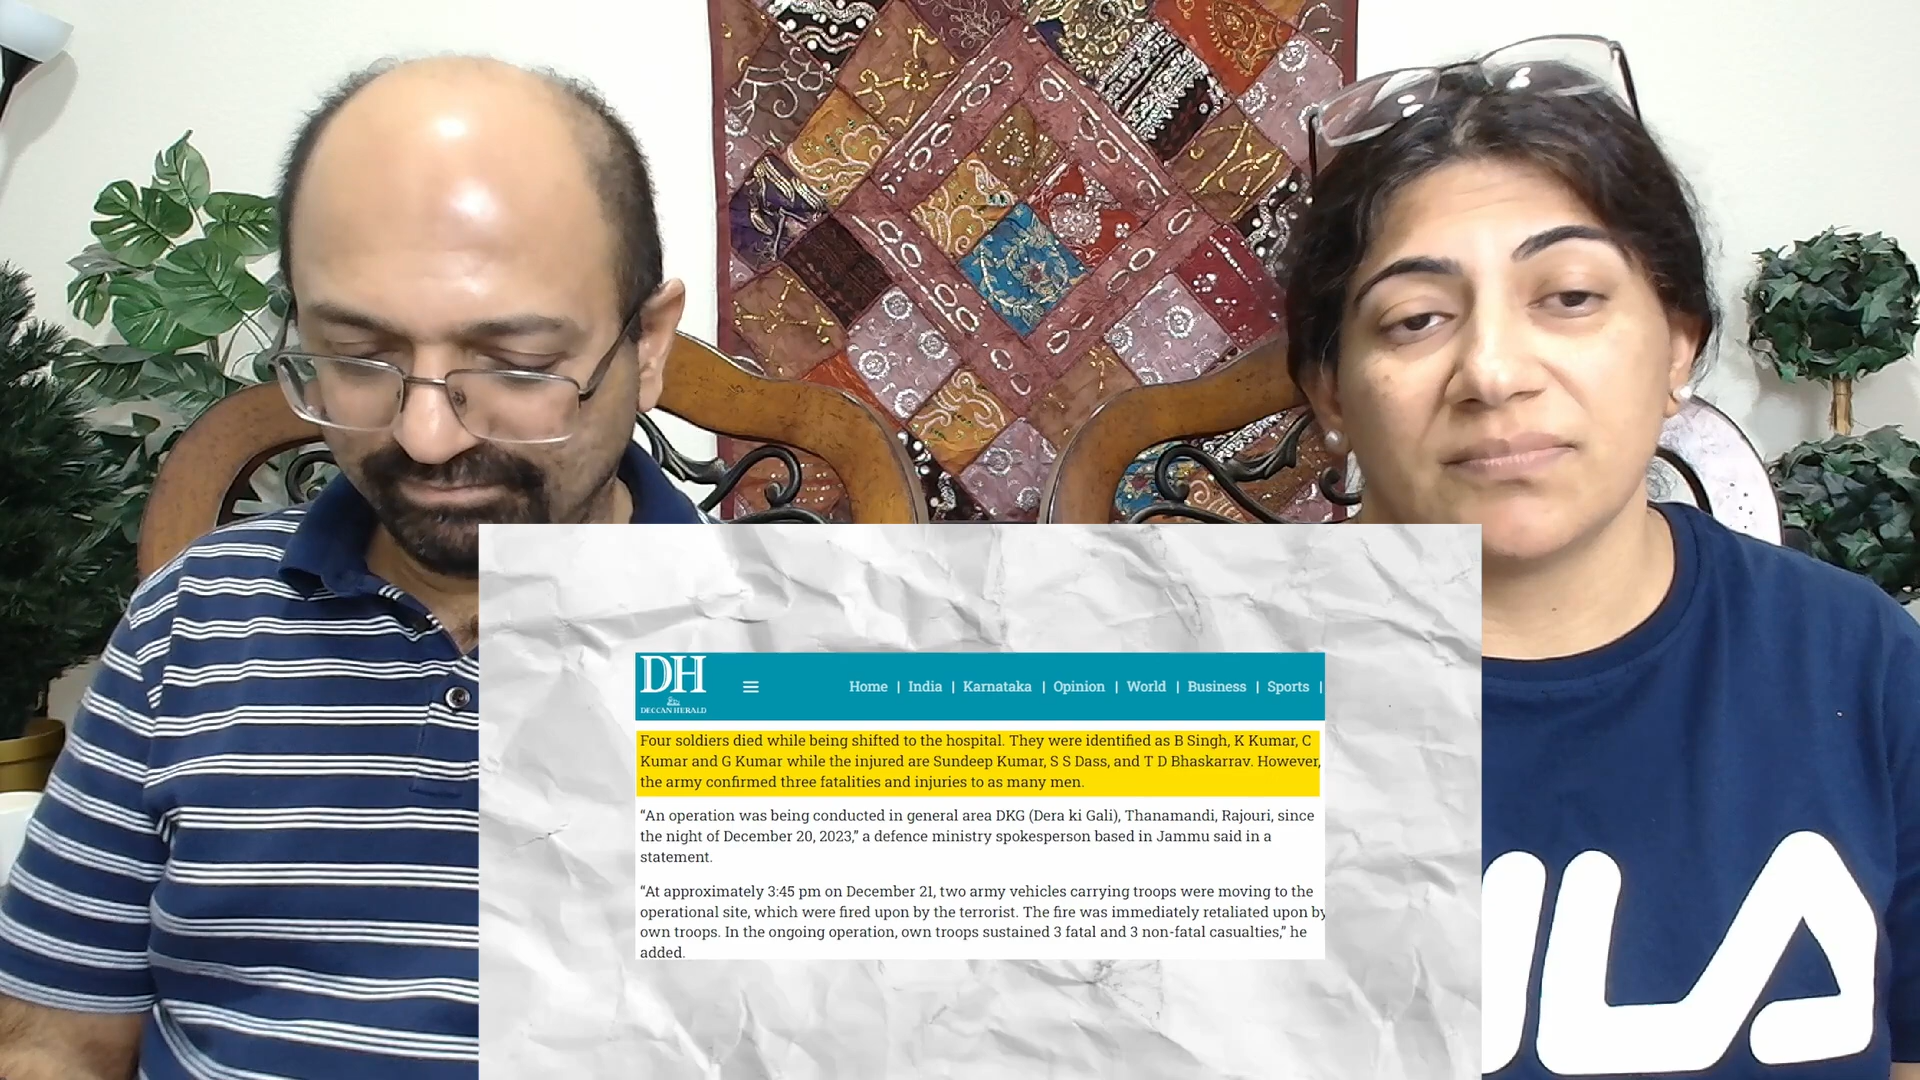 DH
DECCAN HERALD
Home | India | Karnataka | Opinion | World | Business | Sports |
Four soldiers died while being shifted to the hospital. They were identified as B Singh, K Kumar, C
Kumar and G Kumar while the injured are Sundeep Kumar, S S Dass, and T D Bhaskarrav. However,
the army confirmed three fatalities and injuries to as many men.
“An operation was being conducted in general area DKG (Dera ki Gali), Thanamandi, Rajouri, since
the night of December 20, 2023,” a defence ministry spokesperson based in Jammu said in a
statement.
“At approximately 3:45 pm on December 21, two army vehicles carrying troops were moving to the
operational site, which were fired upon by the terrorist. The fire was immediately retaliated upon by
own troops. In the ongoing operation, own troops sustained 3 fatal and 3 non-fatal casualties,” he
added.
LA